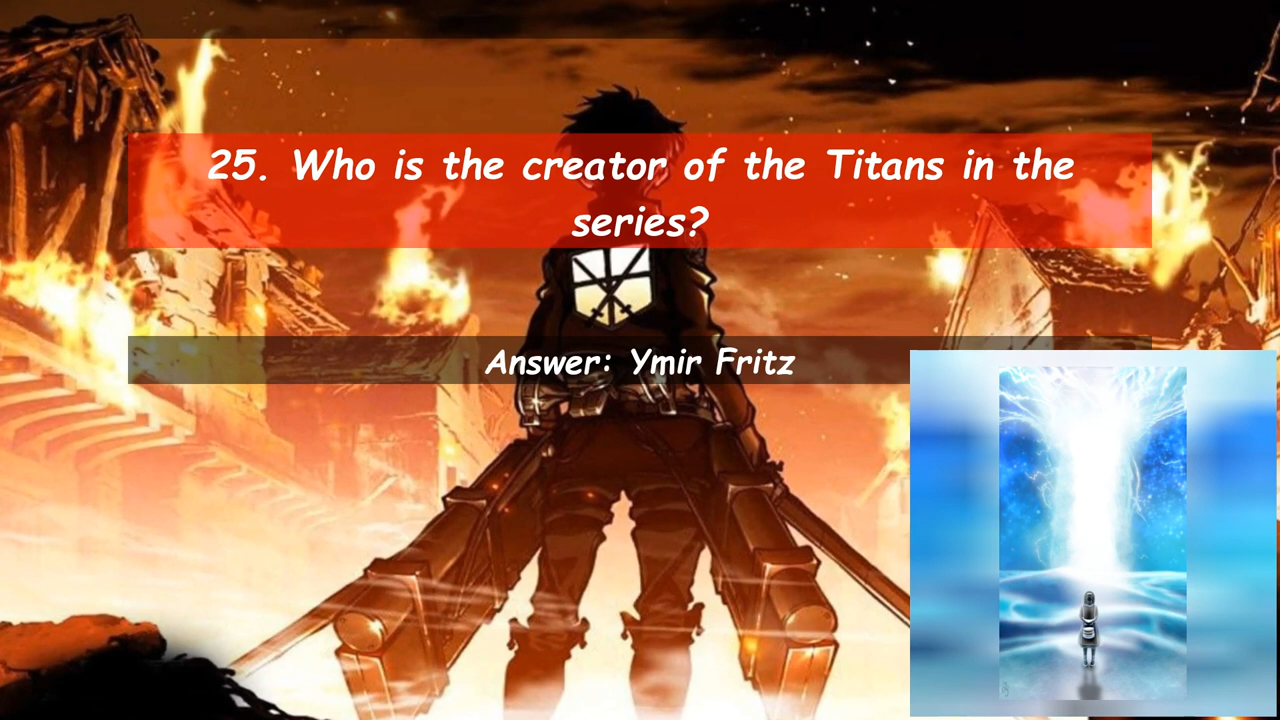 25. Who is the creator of the Titans in the
series?
Answer: Ymir Fritz